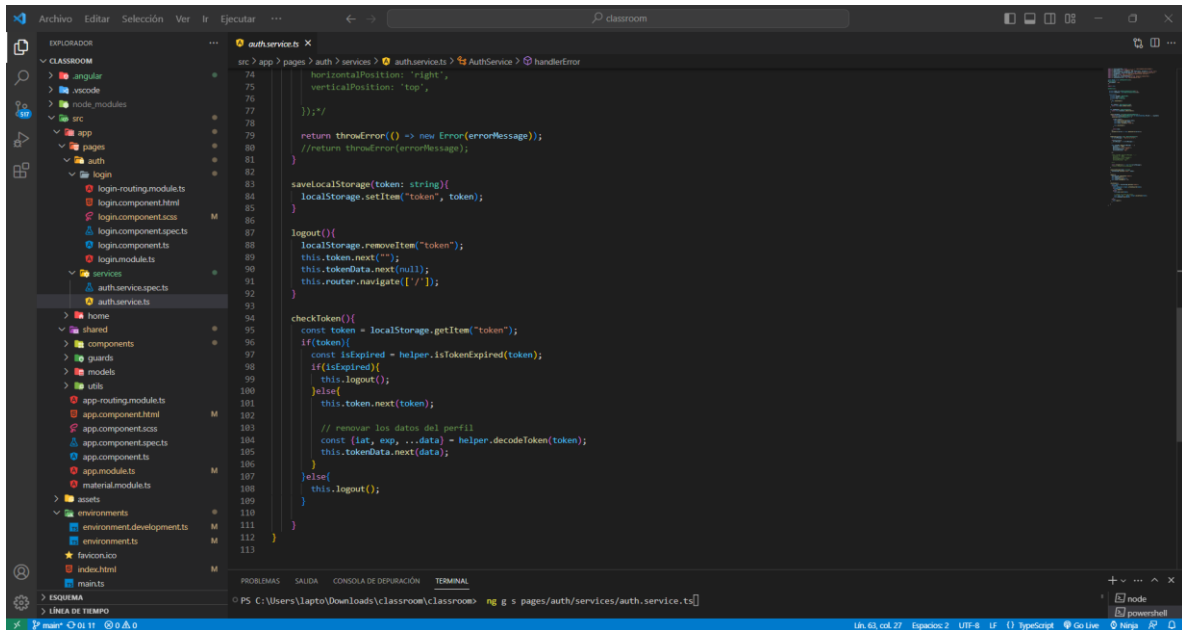 Archivo Editar Selección Ver Ir Ejecutar ···
classroom
EXPLORADOR ···
CLASSROOM
.angular
.vscode
node_modules
src
app
pages
auth
login
login-routing.module.ts
login.component.html
login.component.scss M
login.component.spec.ts
login.component.ts
login.module.ts
services
auth.service.spec.ts
auth.service.ts
home
shared
components
guards
models
utils
app-routing.module.ts
app.component.html M
app.component.scss
app.component.spec.ts
app.component.ts
app.module.ts M
material.module.ts
assets
environments
environment.development.ts M
environment.ts M
favicon.ico
index.html M
main.ts
ESQUEMA
LÍNEA DE TIEMPO
auth.service.ts
src > app > pages > auth > services > auth.service.ts > AuthService > handlerError
74 horizontalPosition: 'right',
75 verticalPosition: 'top',
76
77 });*/
78
79 return throwError(() => new Error(errorMessage));
80 //return throwError(errorMessage);
81 }
82
83 saveLocalStorage(token: string){
84 localStorage.setItem("token", token);
85 }
86
87 logout(){
88 localStorage.removeItem("token");
89 this.token.next("");
90 this.tokenData.next(null);
91 this.router.navigate(['/']);
92 }
93
94 checkToken(){
95 const token = localStorage.getItem("token");
96 if(token){
97 const isExpired = helper.isTokenExpired(token);
98 if(isExpired){
99 this.logout();
100 }else{
101 this.token.next(token);
102
103 // renovar los datos del perfil
104 const {iat, exp, ...data} = helper.decodeToken(token);
105 this.tokenData.next(data);
106 }
107 }else{
108 this.logout();
109 }
110
111 }
112 }
113
PROBLEMAS SALIDA CONSOLA DE DEPURACIÓN TERMINAL
PS C:\Users\lapto\Downloads\classroom\classroom> ng g s pages/auth/services/auth.service.ts
node
powershell
main* 0↓ 1↑ 0 0 Lín. 63, col. 27 Espacios: 2 UTF-8 LF {} TypeScript Go Live Ninja